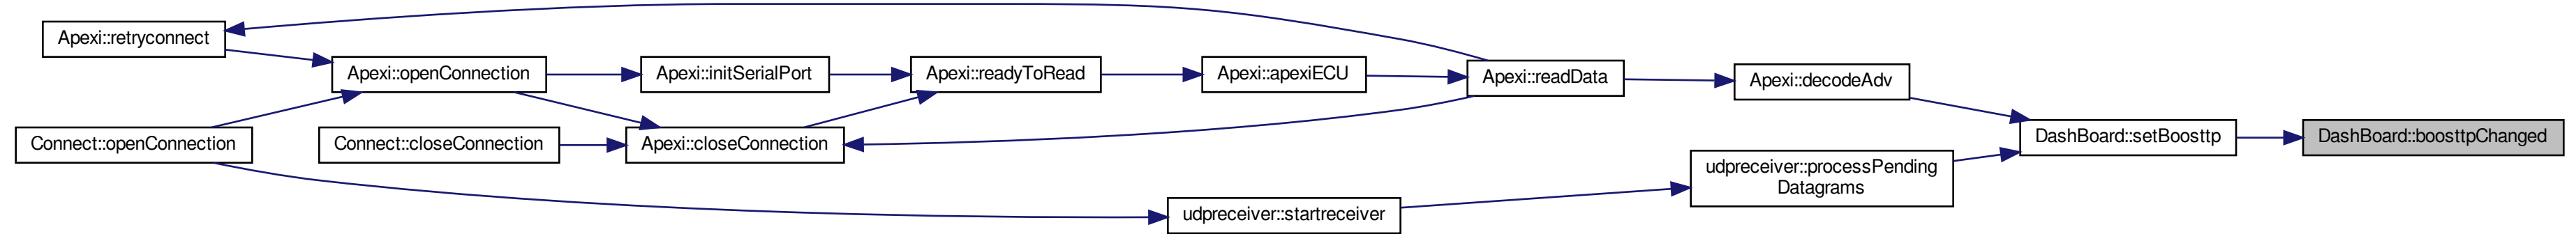 Apexi::retryconnect
Apexi::openConnection
Apexi::initSerialPort
Apexi::readyToRead
Apexi::apexiECU
Apexi::readData
Apexi::decodeAdv
Connect::openConnection
Connect::closeConnection
Apexi::closeConnection
DashBoard::setBoosttp
DashBoard::boosttpChanged
udpreceiver::processPending
Datagrams
udpreceiver::startreceiver